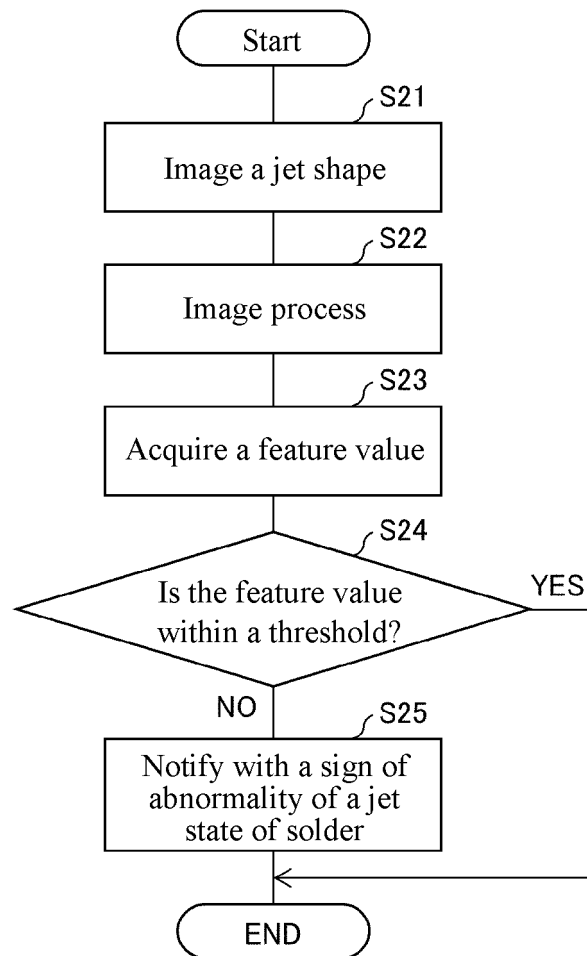 Start
S21
Image a jet shape
S22
Image process
S23
Acquire a feature value
S24
Is the feature value
within a threshold?
YES
NO
S25
Notify with a sign of
abnormality of a jet
state of solder
END